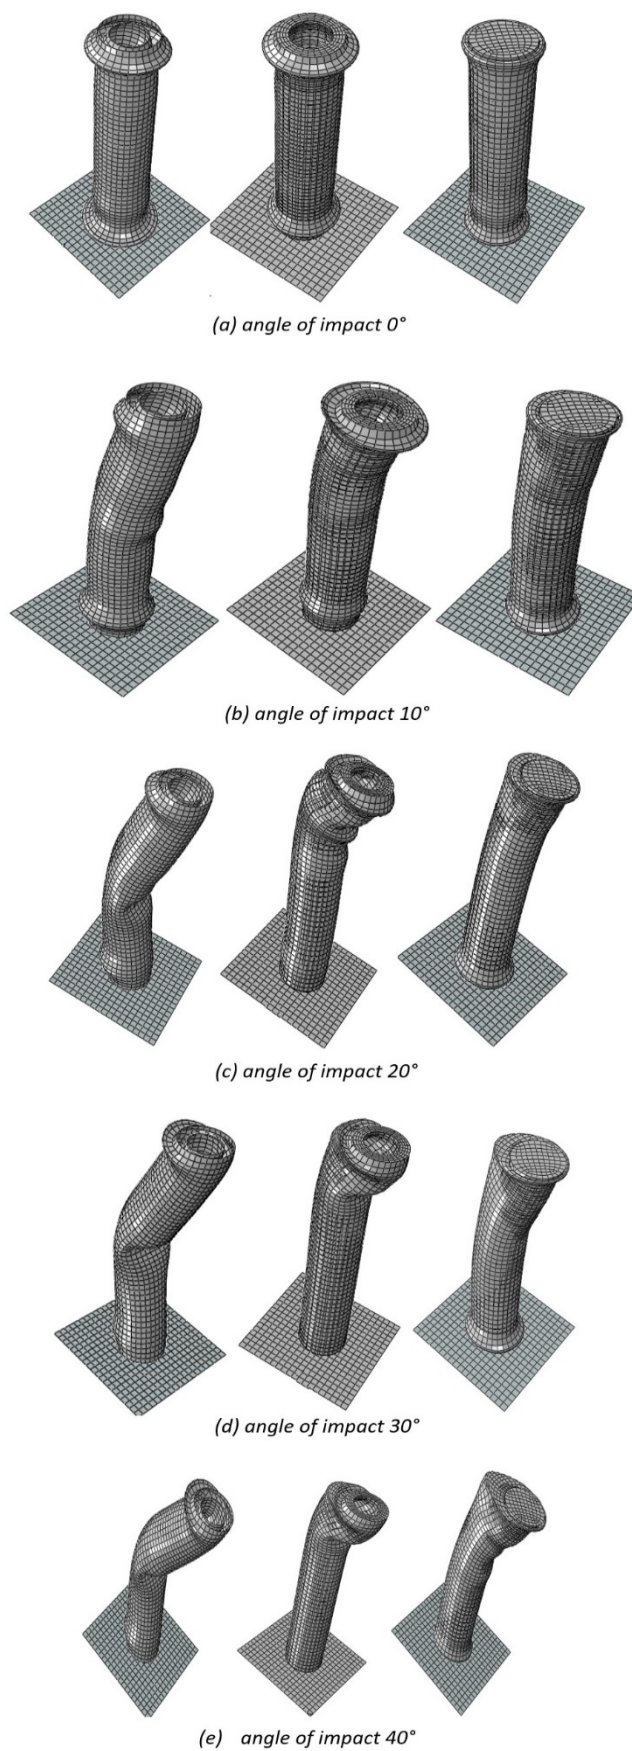 (a) angle of impact 0°
(b) angle of impact 10°
(c) angle of impact 20°
(d) angle of impact 30°
(e) angle of impact 40°